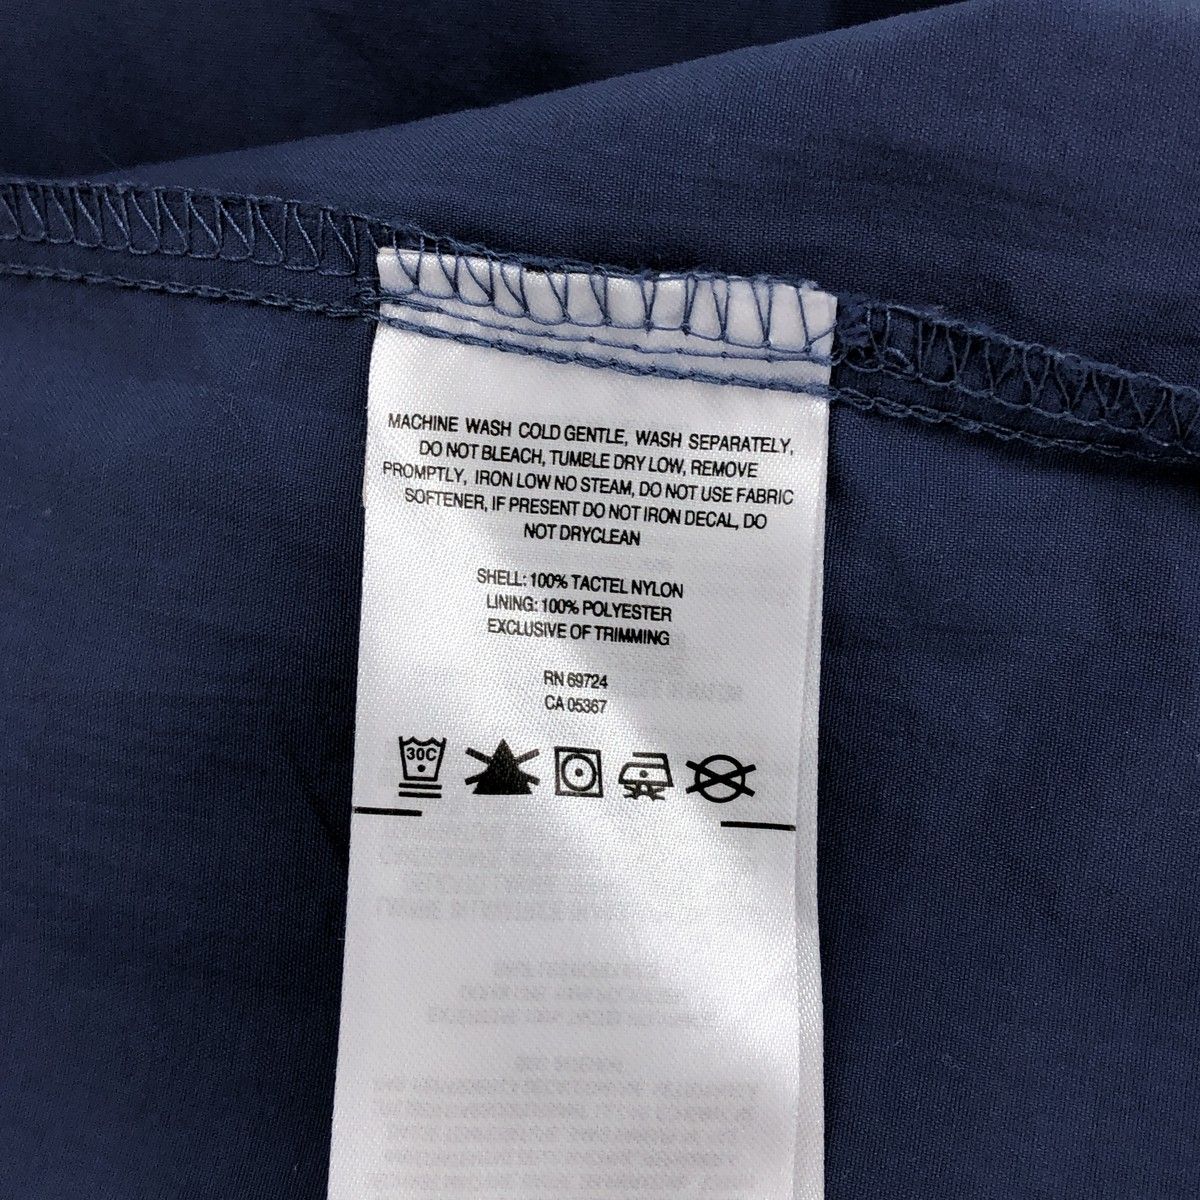 MACHINE WASH COLD GENTLE, WASH SEPARATELY,
DO NOT BLEACH, TUMBLE DRY LOW, REMOVE
PROMPTLY, IRON LOW NO STEAM, DO NOT USE FABRIC
SOFTENER, IF PRESENT DO NOT IRON DECAL, DO
NOT DRYCLEAN
SHELL: 100% TACTEL NYLON
LINING: 100% POLYESTER
EXCLUSIVE OF TRIMMING
RN 69724
CA 05367
30C